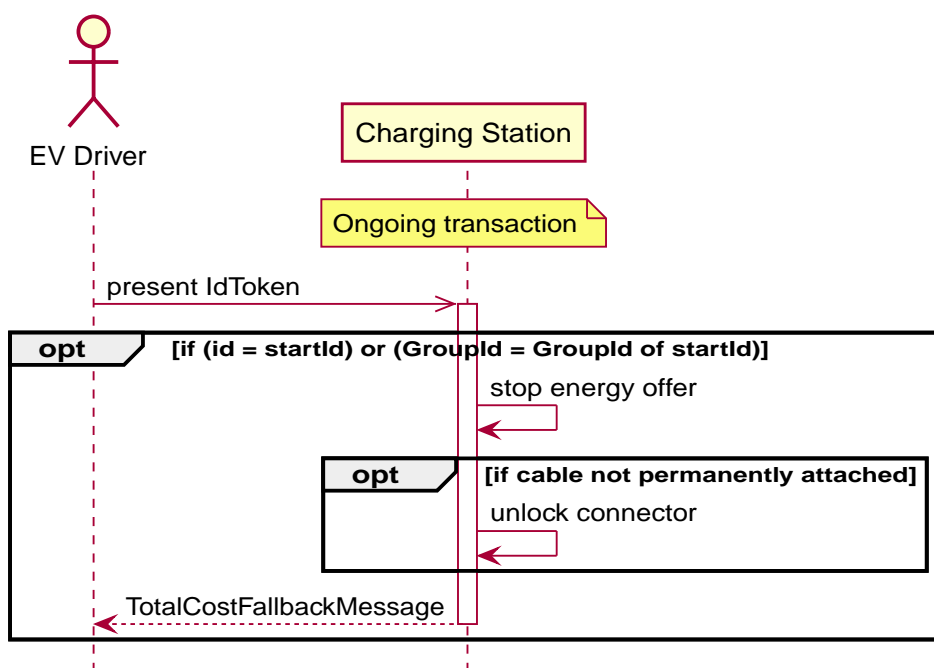 EV Driver
Charging Station
Ongoing transaction
present IdToken
opt
[if (id = startId) or (GroupId = GroupId of startId)]
stop energy offer
opt
[if cable not permanently attached]
unlock connector
TotalCostFallbackMessage